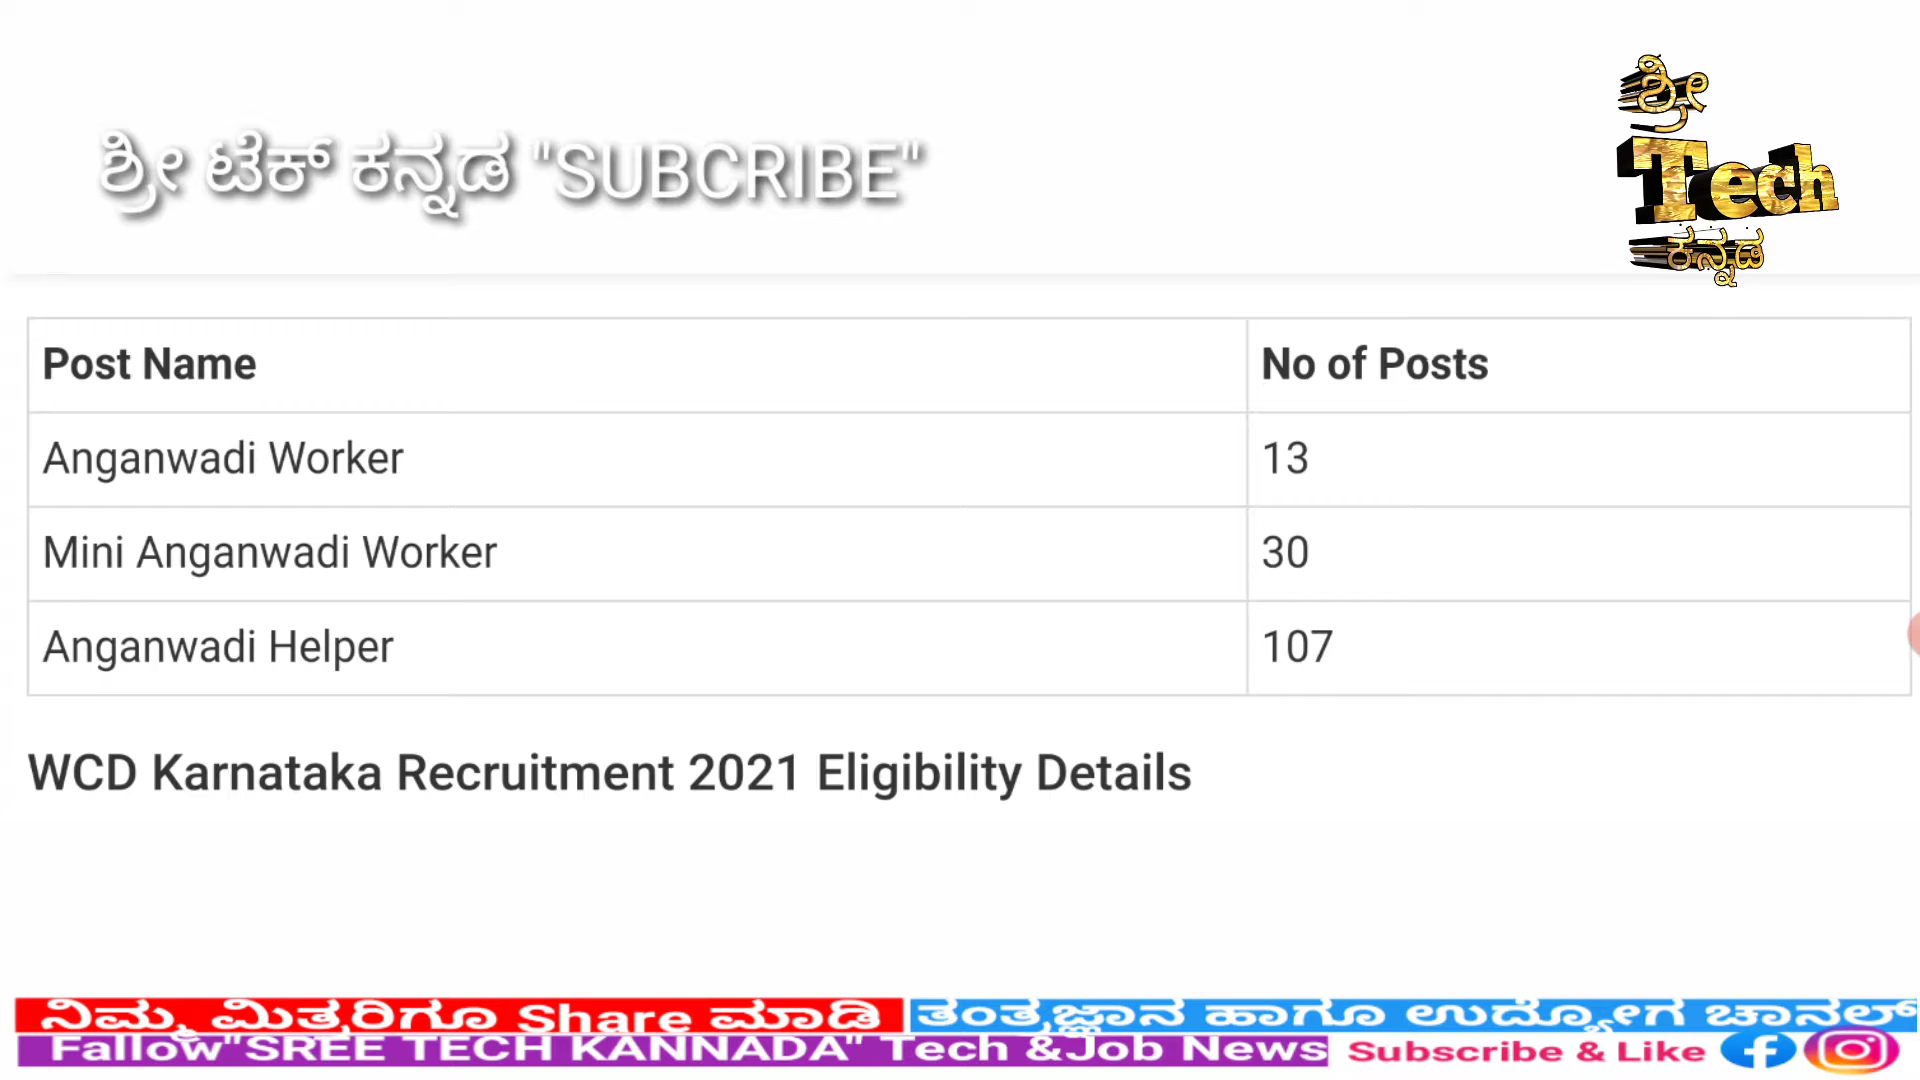 ಶ್ರೀ
Tech
ಕನ್ನಡ
ಶ್ರೀ ಟೆಕ್ ಕನ್ನಡ "SUBCRIBE"
Post Name No of Posts
Anganwadi Worker 13
Mini Anganwadi Worker 30
Anganwadi Helper 107
WCD Karnataka Recruitment 2021 Eligibility Details
ನಿಮ್ಮ ಮಿತ್ರರಿಗೂ Share ಮಾಡಿ ತಂತ್ರಜ್ಞಾನ ಹಾಗೂ ಉದ್ಯೋಗ ಚಾನಲ್
Fallow"SREE TECH KANNADA" Tech &Job News Subscribe & Like